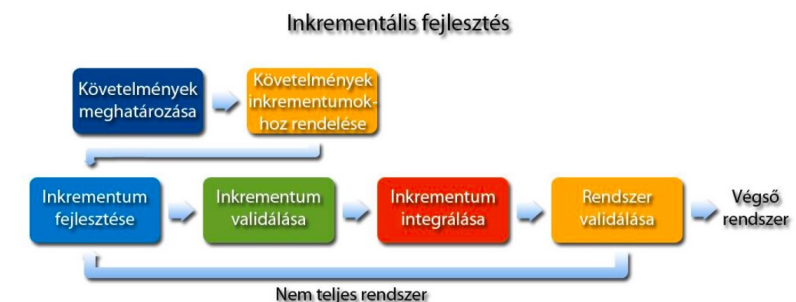 Inkrementális fejlesztés
Követelmények
meghatározása
Követelmények
inkrementumok-
hoz rendelése
Inkrementum
fejlesztése
Inkrementum
validálása
Inkrementum
integrálása
Rendszer
validálása
Végső
rendszer
Nem teljes rendszer